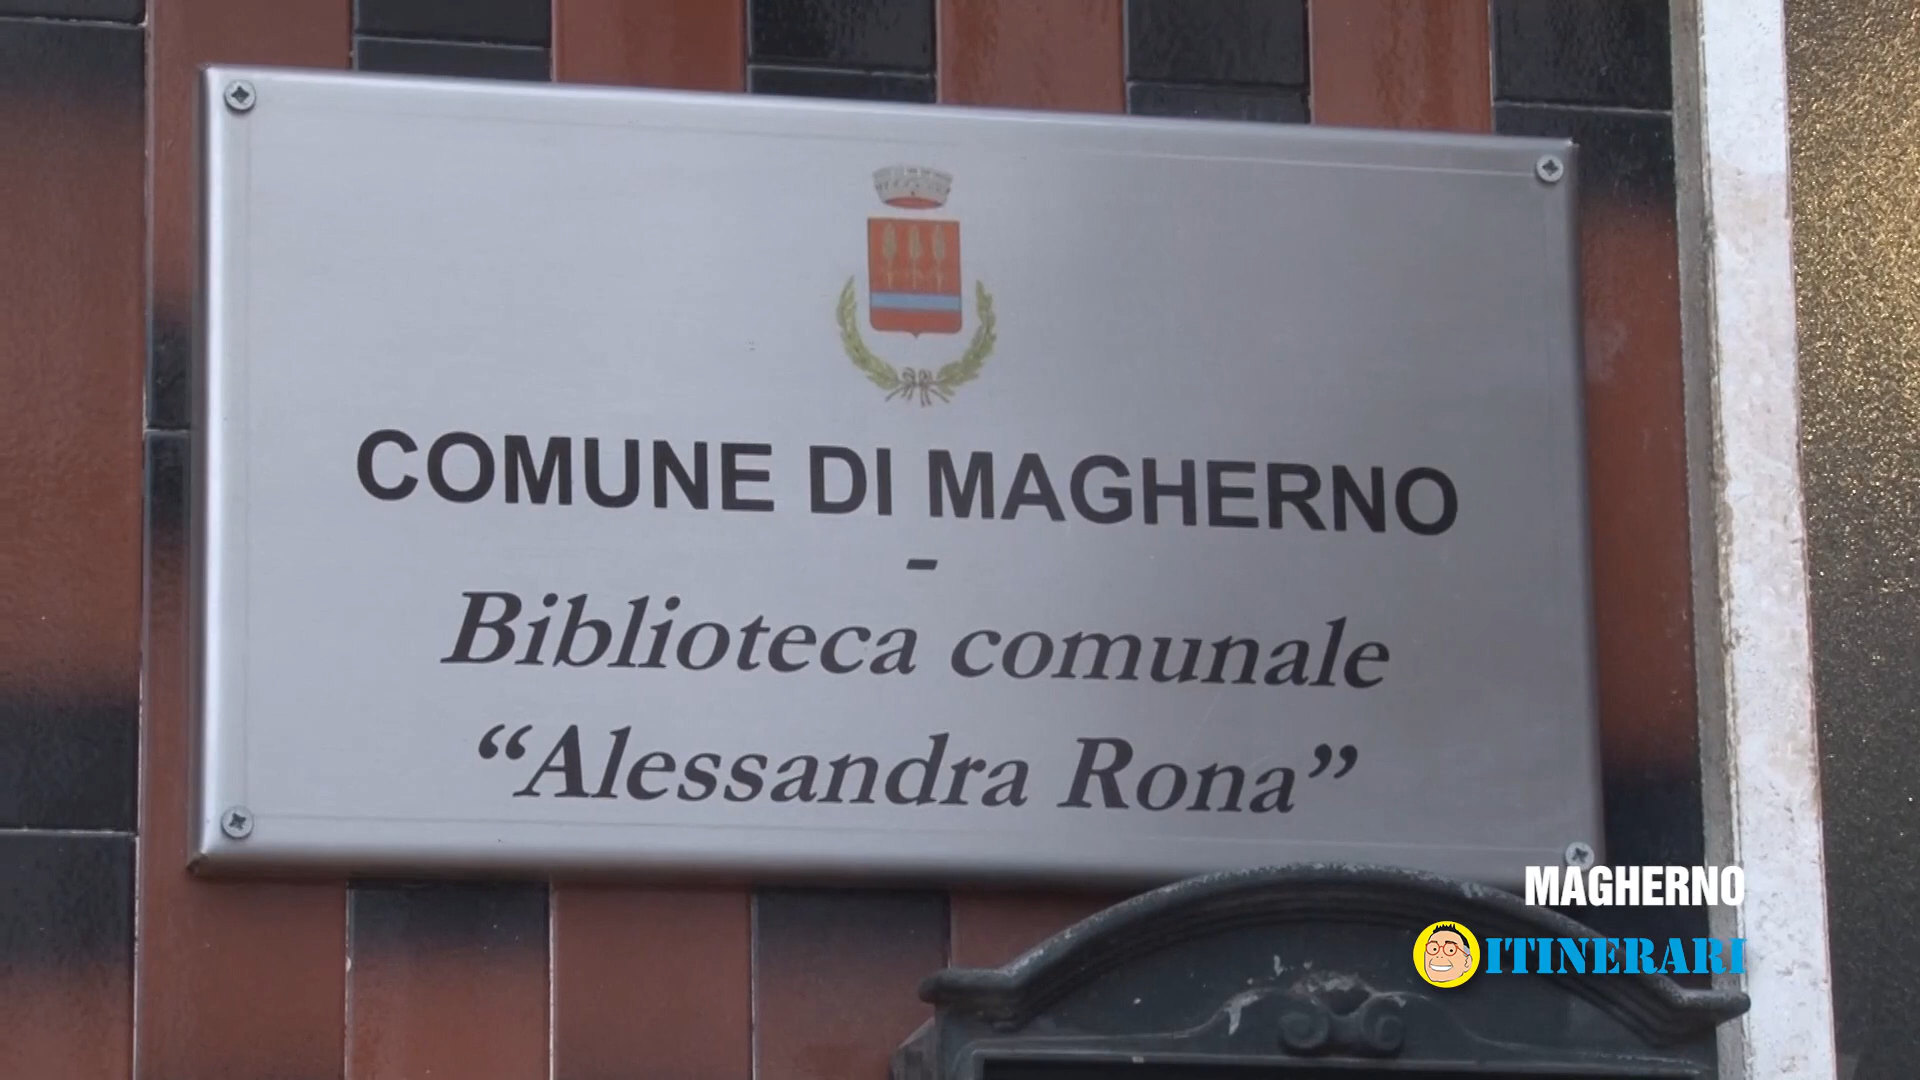 COMUNE DI MAGHERNO
-
Biblioteca comunale
“Alessandra Rona”
MAGHERNO
ITINERARI